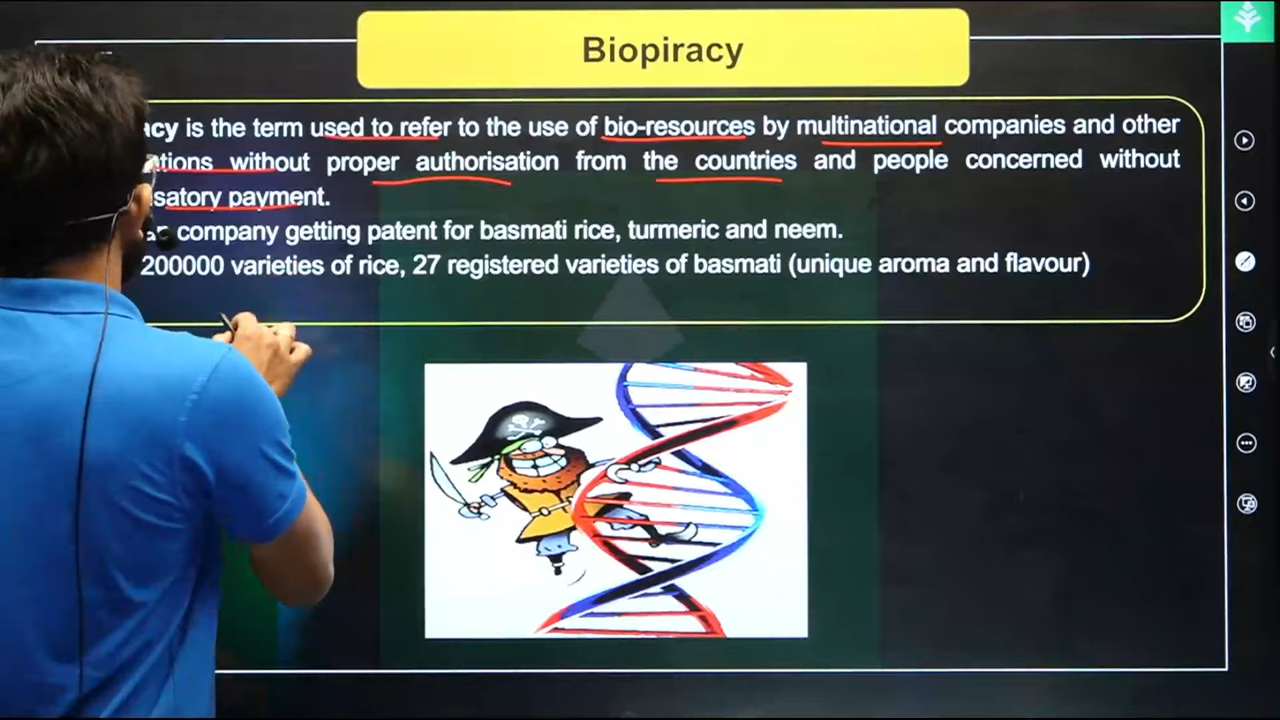 Biopiracy
acy is the term used to refer to the use of bio-resources by multinational companies and other
ations without proper authorisation from the countries and people concerned without
satory payment.
an company getting patent for basmati rice, turmeric and neem.
200000 varieties of rice, 27 registered varieties of basmati (unique aroma and flavour)